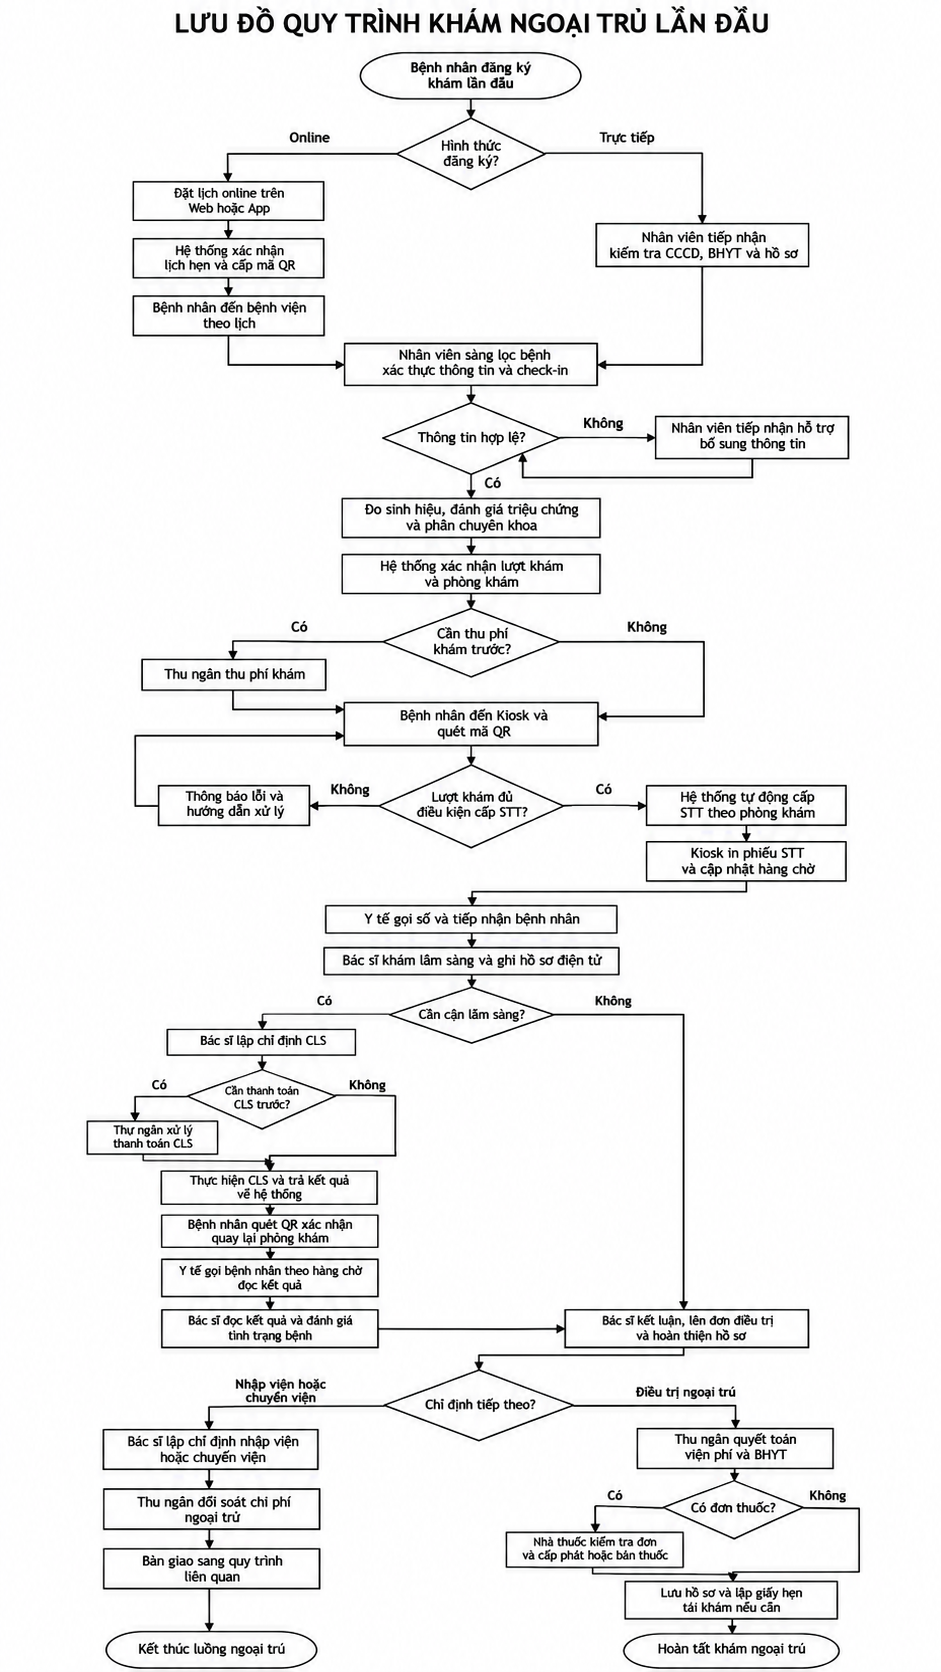 LƯU ĐỒ QUY TRÌNH KHÁM NGOẠI TRÚ LẦN ĐẦU
Bệnh nhân đăng ký
khám lần đầu
Hình thức
đăng ký?
Online
Trực tiếp
Đặt lịch online trên
Web hoặc App
Hệ thống xác nhận
lịch hẹn và cấp mã QR
Bệnh nhân đến bệnh viện
theo lịch
Nhân viên tiếp nhận
kiểm tra CCCD, BHYT và hồ sơ
Nhân viên sàng lọc bệnh
xác thực thông tin và check-in
Thông tin hợp lệ?
Không
Nhân viên tiếp nhận hỗ trợ
bổ sung thông tin
Có
Đo sinh hiệu, đánh giá triệu chứng
và phân chuyên khoa
Hệ thống xác nhận lượt khám
và phòng khám
Cần thu phí
khám trước?
Có
Không
Thu ngân thu phí khám
Bệnh nhân đến Kiosk và
quét mã QR
Lượt khám đủ
điều kiện cấp STT?
Không
Thông báo lỗi và
hướng dẫn xử lý
Có
Hệ thống tự động cấp
STT theo phòng khám
Kiosk in phiếu STT
và cập nhật hàng chờ
Y tế gọi số và tiếp nhận bệnh nhân
Bác sĩ khám lâm sàng và ghi hồ sơ điện tử
Cần cận lâm sàng?
Có
Không
Bác sĩ lập chỉ định CLS
Cần thanh toán
CLS trước?
Có
Không
Thự ngân xử lý
thanh toán CLS
Thực hiện CLS và trả kết quả
về hệ thống
Bệnh nhân quét QR xác nhận
quay lại phòng khám
Y tế gọi bệnh nhân theo hàng chờ
đọc kết quả
Bác sĩ đọc kết quả và đánh giá
tình trạng bệnh
Bác sĩ kết luận, lên đơn điều trị
và hoàn thiện hồ sơ
Chỉ định tiếp theo?
Nhập viện hoặc
chuyển viện
Điều trị ngoại trú
Bác sĩ lập chỉ định nhập viện
hoặc chuyển viện
Thu ngân đối soát chi phí
ngoại trừ
Bàn giao sang quy trình
liên quan
Kết thúc luồng ngoại trú
Thu ngân quyết toán
viện phí và BHYT
Có đơn thuốc?
Có
Không
Nhà thuốc kiểm tra đơn
và cấp phát hoặc bán thuốc
Lưu hồ sơ và lập giấy hẹn
tái khám nếu cần
Hoàn tất khám ngoại trú